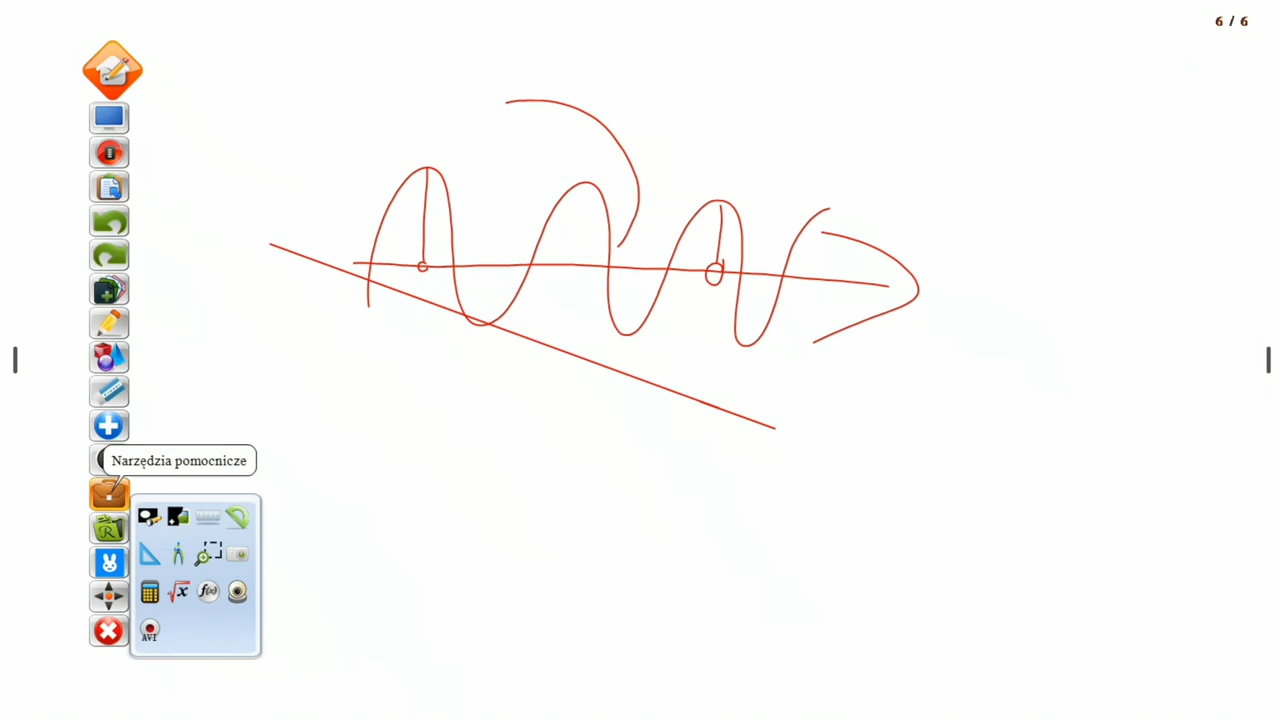 6 / 6
Narzędzia pomocnicze
R
√x
f(x)
AVI